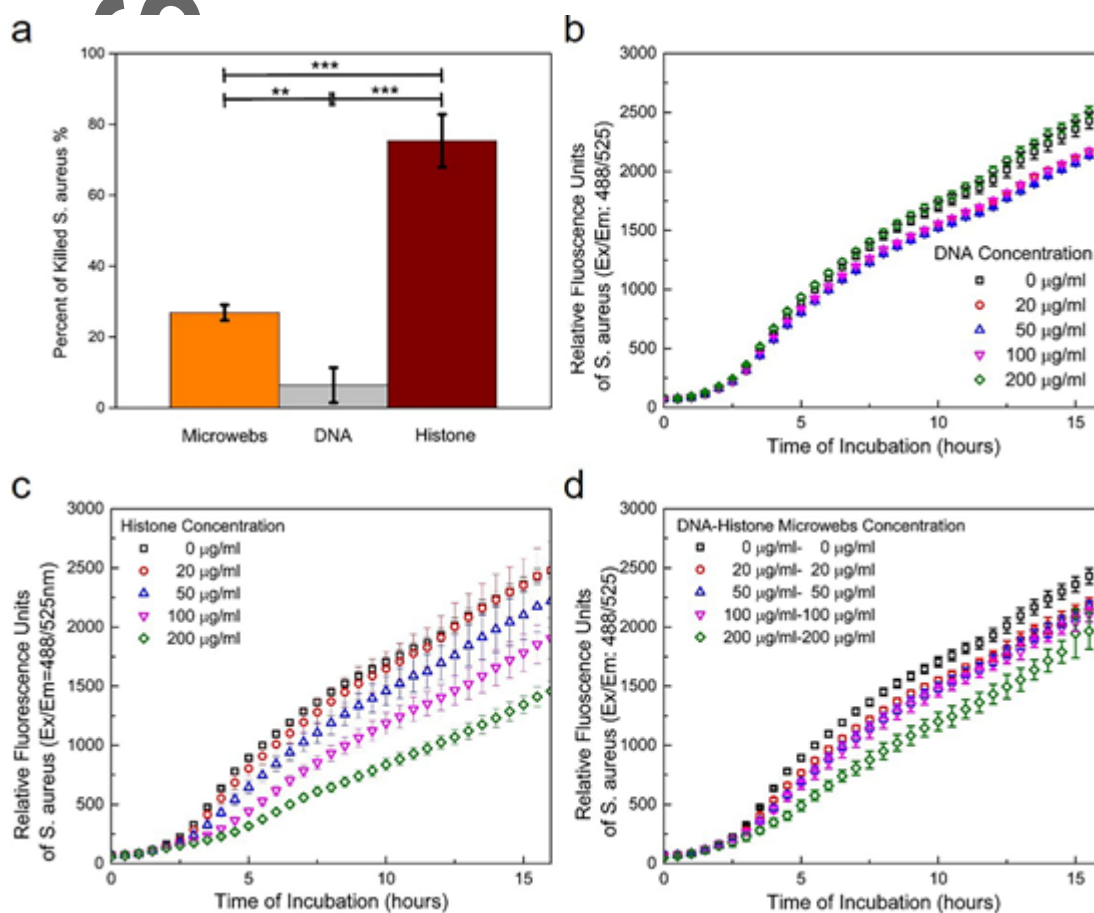 a
100
80
60
40
20
0
Percent of Killed S. aureus %
***
**
***
Microwebs
DNA
Histone
b
3000
2500
2000
1500
1000
500
0
Relative Fluoscence Units
of S. aureus (Ex/Em: 488/525)
DNA Concentration
0 μg/ml
20 μg/ml
50 μg/ml
100 μg/ml
200 μg/ml
0
5
10
15
Time of Incubation (hours)
c
3000
2500
2000
1500
1000
500
0
Relative Fluorescence Units
of S. aureus (Ex/Em=488/525nm)
Histone Concentration
0 μg/ml
20 μg/ml
50 μg/ml
100 μg/ml
200 μg/ml
0
5
10
15
Time of Incubation (hours)
d
3000
2500
2000
1500
1000
500
0
Relative Fluoscence Units
of S. aureus (Ex/Em: 488/525)
DNA-Histone Microwebs Concentration
0 μg/ml- 0 μg/ml
20 μg/ml- 20 μg/ml
50 μg/ml- 50 μg/ml
100 μg/ml-100 μg/ml
200 μg/ml-200 μg/ml
0
5
10
15
Time of Incubation (hours)